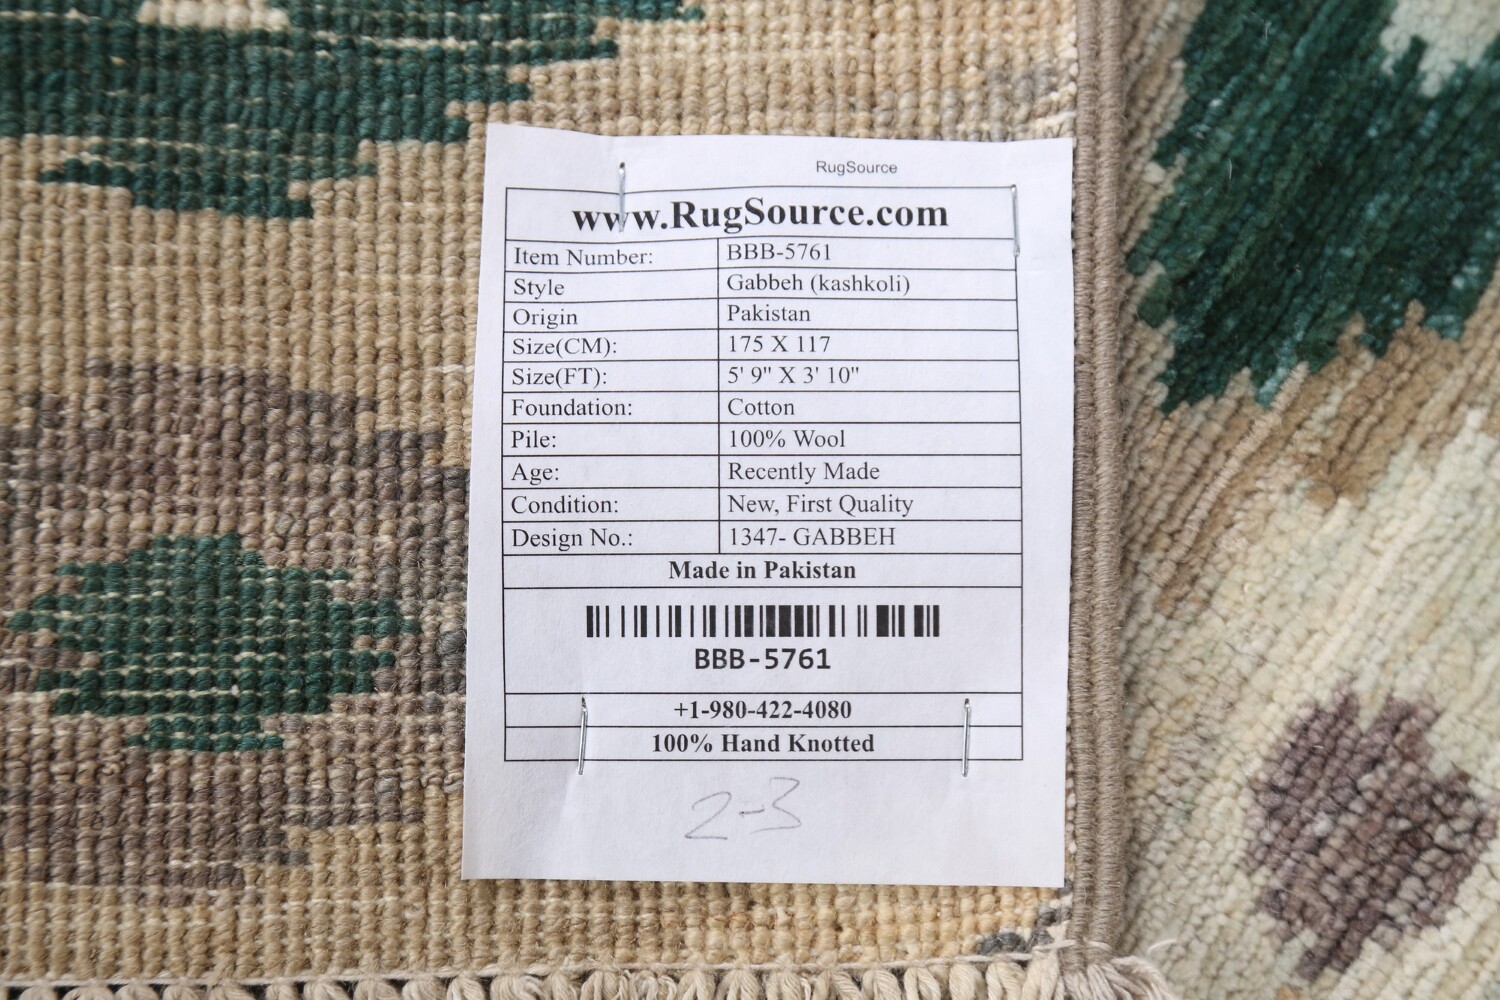 RugSource
www.RugSource.com
Item Number: BBB-5761
Style Gabbeh (kashkoli)
Origin Pakistan
Size(CM): 175 X 117
Size(FT): 5' 9" X 3' 10"
Foundation: Cotton
Pile: 100% Wool
Age: Recently Made
Condition: New, First Quality
Design No.: 1347- GABBEH
Made in Pakistan
BBB-5761
+1-980-422-4080
100% Hand Knotted
2-3